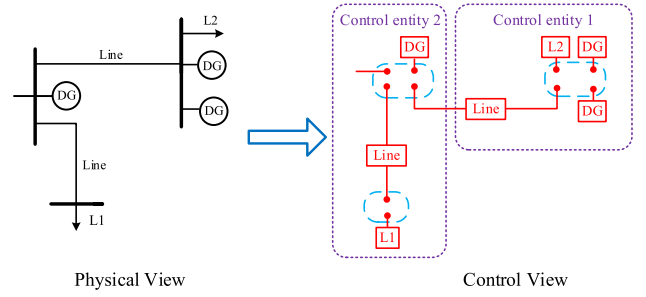 L2
Line
DG
DG
DG
Line
L1
Physical View
Control entity 2
Control entity 1
DG
L2
DG
Line
DG
Line
L1
Control View